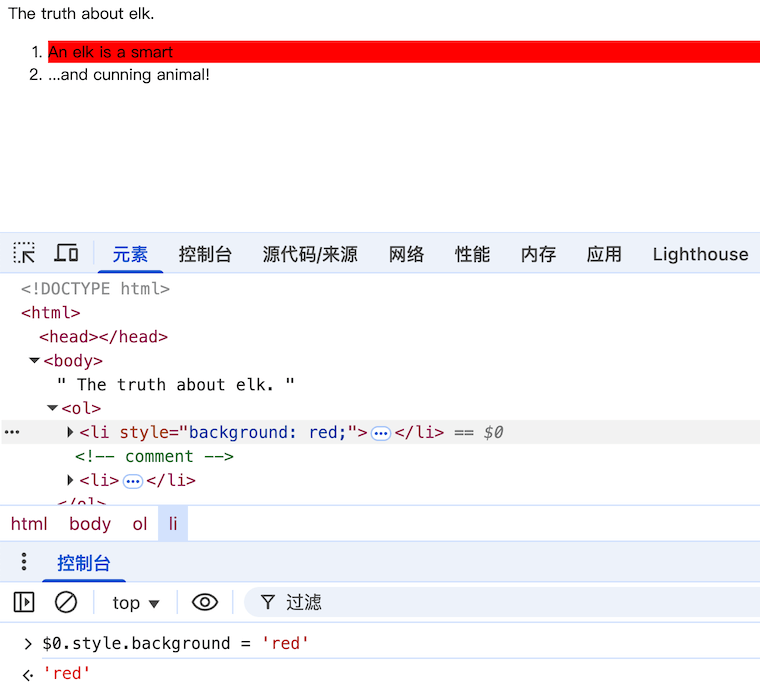 The truth about elk.
1. An elk is a smart
2. ...and cunning animal!
元素 控制台 源代码/来源 网络 性能 内存 应用 Lighthouse
<!DOCTYPE html>
<html>
<head></head>
<body>
" The truth about elk. "
<ol>
<li style="background: red;">…</li> == $0
<!-- comment -->
<li>…</li>
</ol>
html body ol li
控制台
top 过滤
$0.style.background = 'red'
'red'